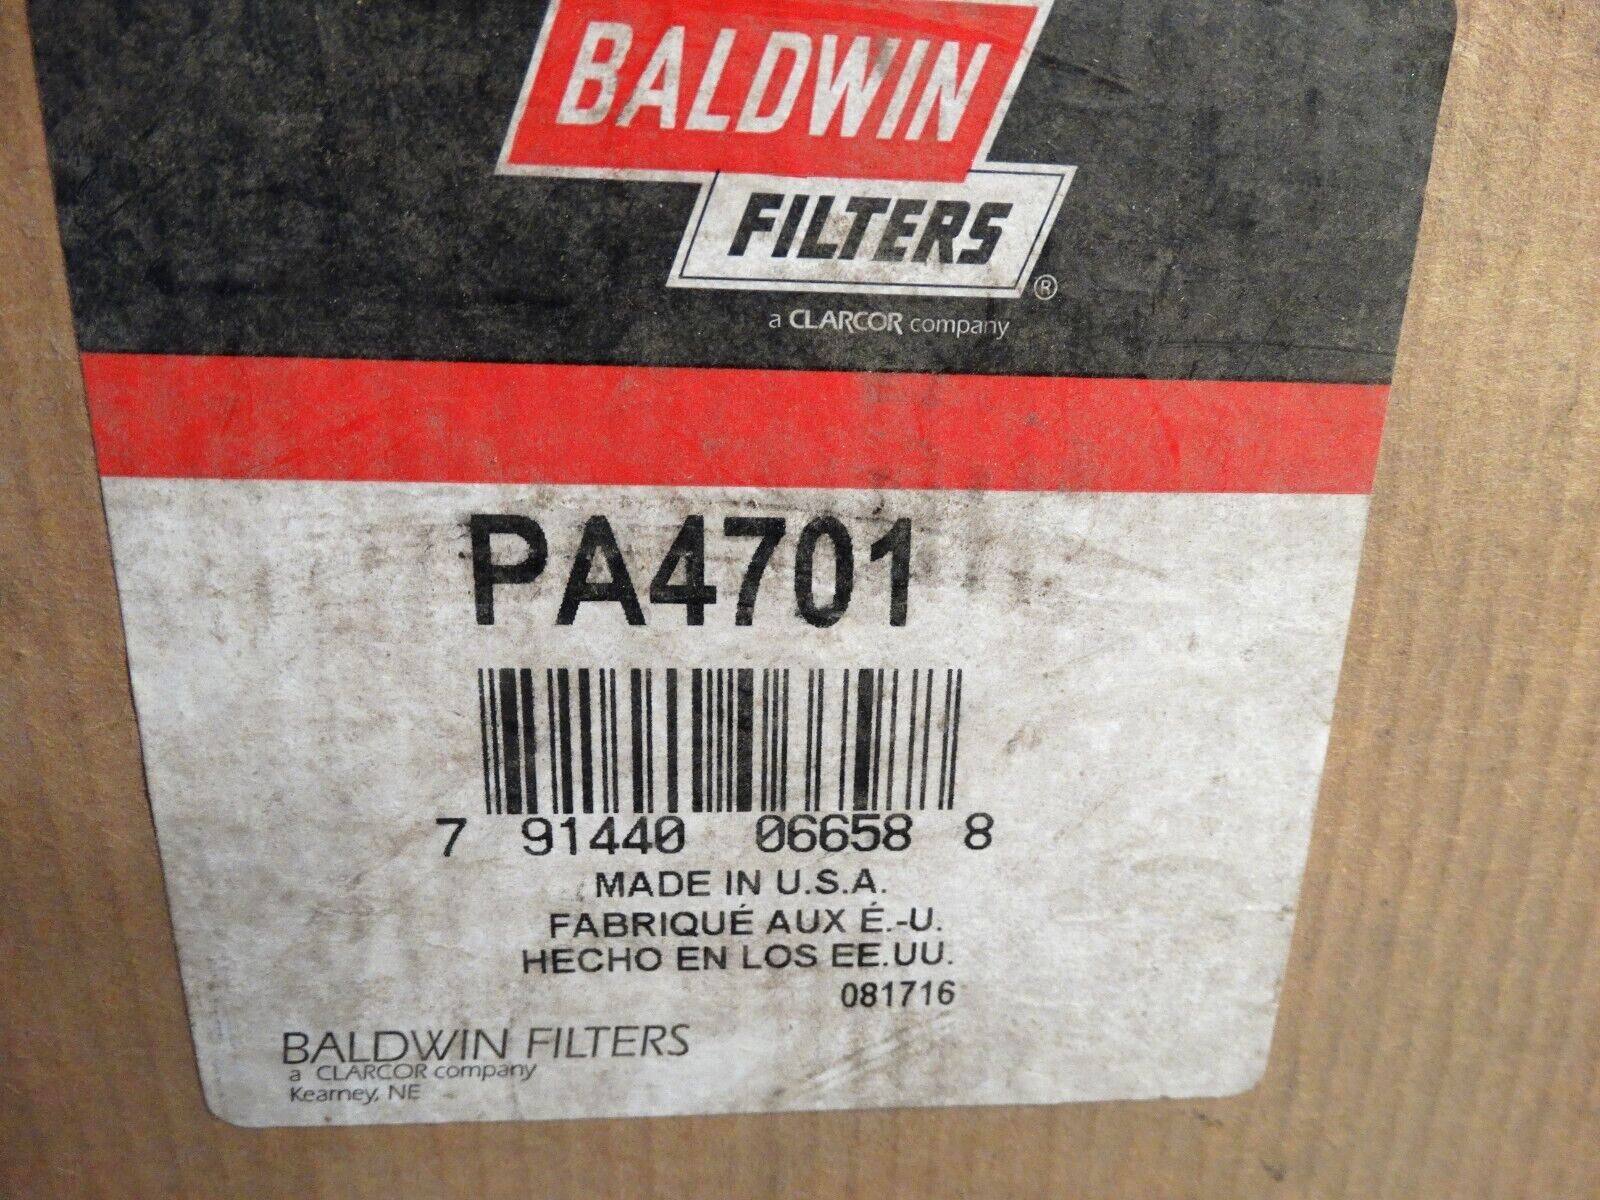 BALDWIN
FILTERS
®
a CLARCOR company
PA4701
7 91440 06658 8
MADE IN U.S.A.
FABRIQUÉ AUX É.-U.
HECHO EN LOS EE.UU.
081716
BALDWIN FILTERS
a CLARCOR company
Kearney, NE